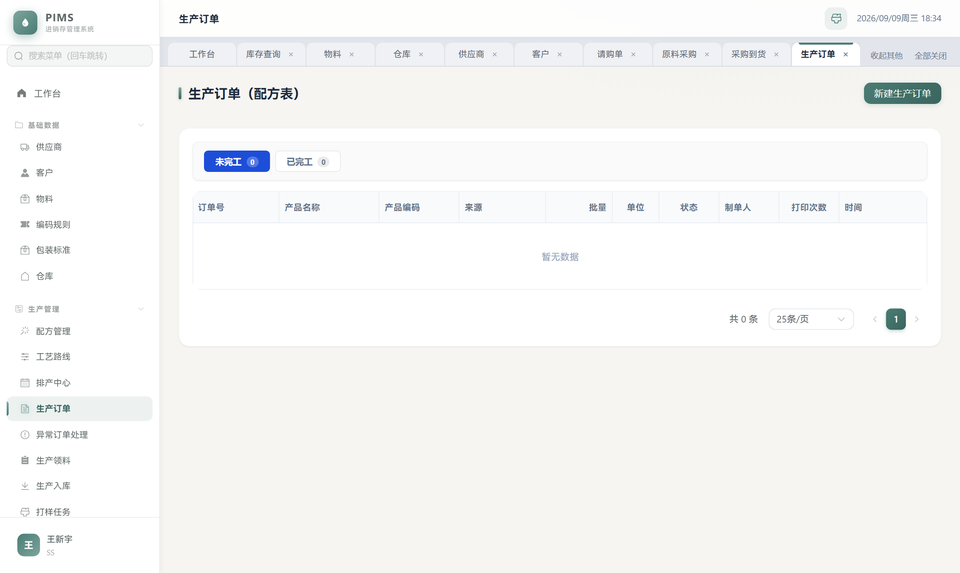 PIMS
进销存管理系统
搜索菜单（回车跳转）
工作台
基础数据
供应商
客户
物料
编码规则
包装标准
仓库
生产管理
配方管理
工艺路线
排产中心
生产订单
异常订单处理
生产领料
生产入库
打样任务
王
王新宇
SS
生产订单
2026/09/09周三 18:34
工作台 库存查询 × 物料 × 仓库 × 供应商 × 客户 × 请购单 × 原料采购 × 采购到货 × 生产订单 × 收起其他 全部关闭
生产订单（配方表）
新建生产订单
未完工 0 已完工 0
订单号 产品名称 产品编码 来源 批量 单位 状态 制单人 打印次数 时间
暂无数据
共 0 条 25条/页 1